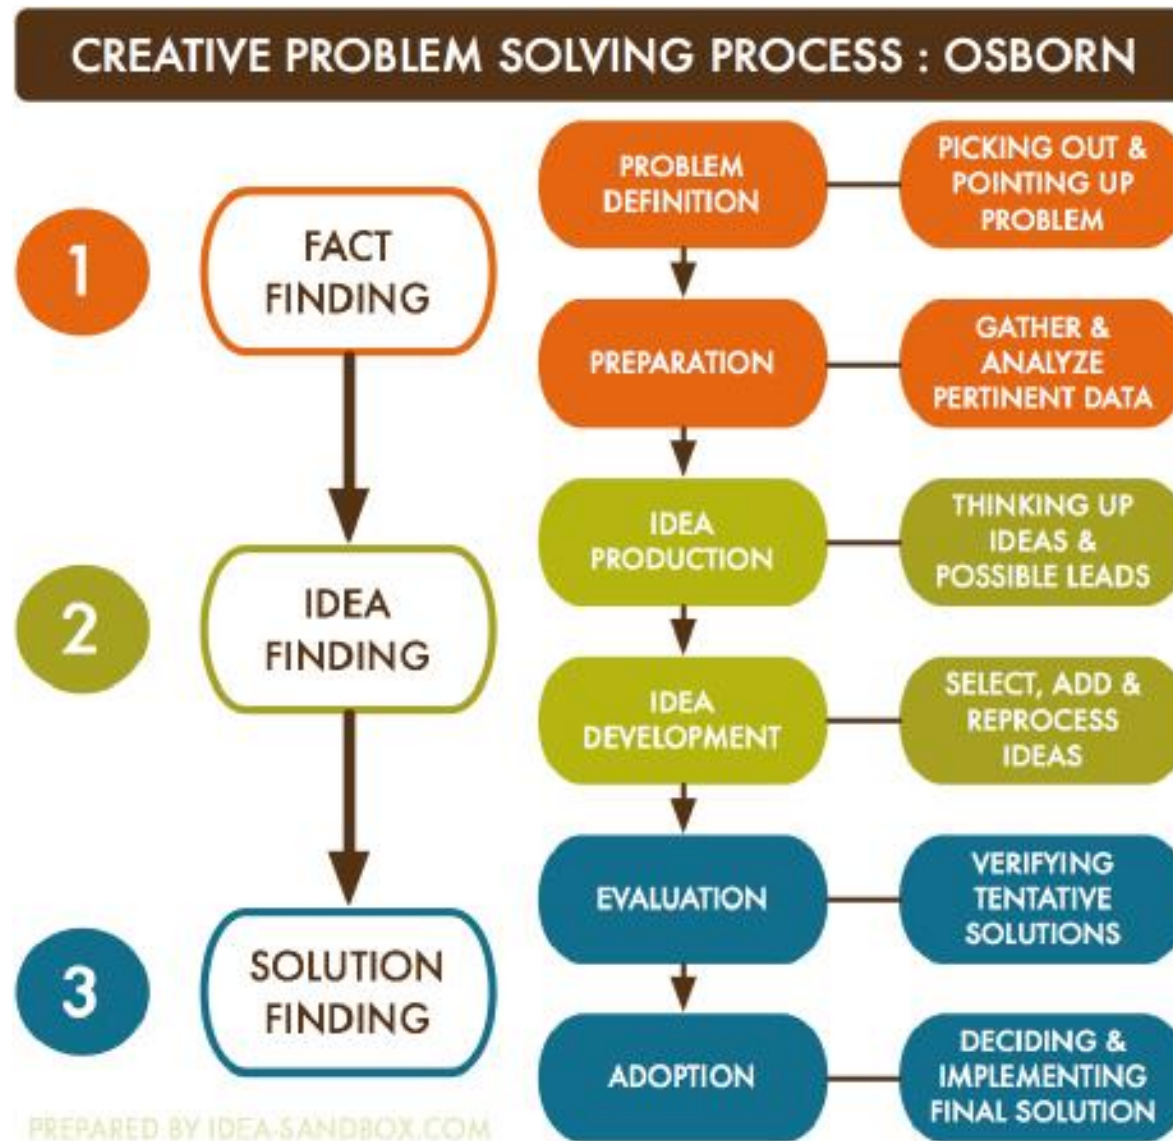 CREATIVE PROBLEM SOLVING PROCESS : OSBORN
1
FACT
FINDING
PROBLEM
DEFINITION
PICKING OUT &
POINTING UP
PROBLEM
PREPARATION
GATHER &
ANALYZE
PERTINENT DATA
2
IDEA
FINDING
IDEA
PRODUCTION
THINKING UP
IDEAS &
POSSIBLE LEADS
IDEA
DEVELOPMENT
SELECT, ADD &
REPROCESS
IDEAS
3
SOLUTION
FINDING
EVALUATION
VERIFYING
TENTATIVE
SOLUTIONS
ADOPTION
DECIDING &
IMPLEMENTING
FINAL SOLUTION
PREPARED BY IDEA-SANDBOX.COM